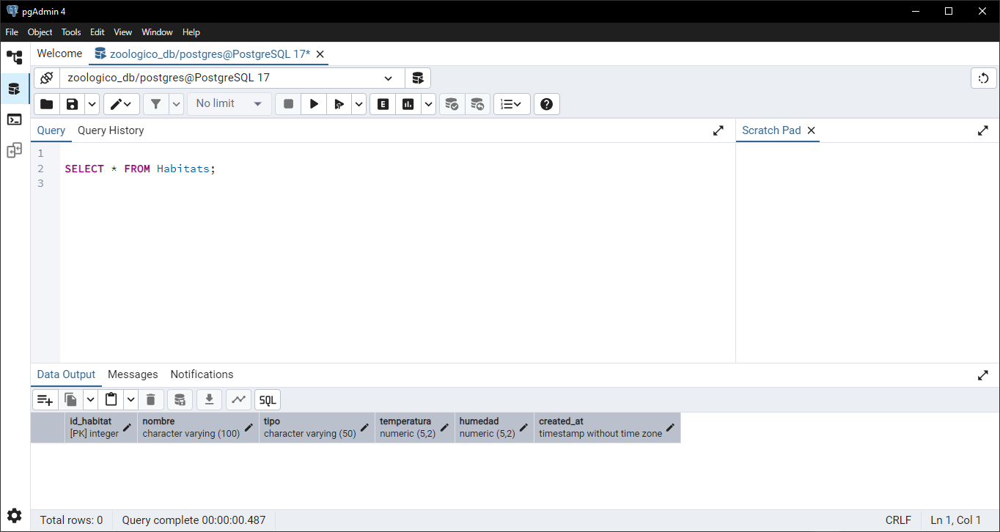 pgAdmin 4
File Object Tools Edit View Window Help
Welcome zoologico_db/postgres@PostgreSQL 17*
zoologico_db/postgres@PostgreSQL 17
No limit E
Query Query History Scratch Pad
1
2 SELECT * FROM Habitats;
3
Data Output Messages Notifications
SQL
id_habitat nombre tipo temperatura humedad created_at
[PK] integer character varying (100) character varying (50) numeric (5,2) numeric (5,2) timestamp without time zone
Total rows: 0 Query complete 00:00:00.487 CRLF Ln 1, Col 1